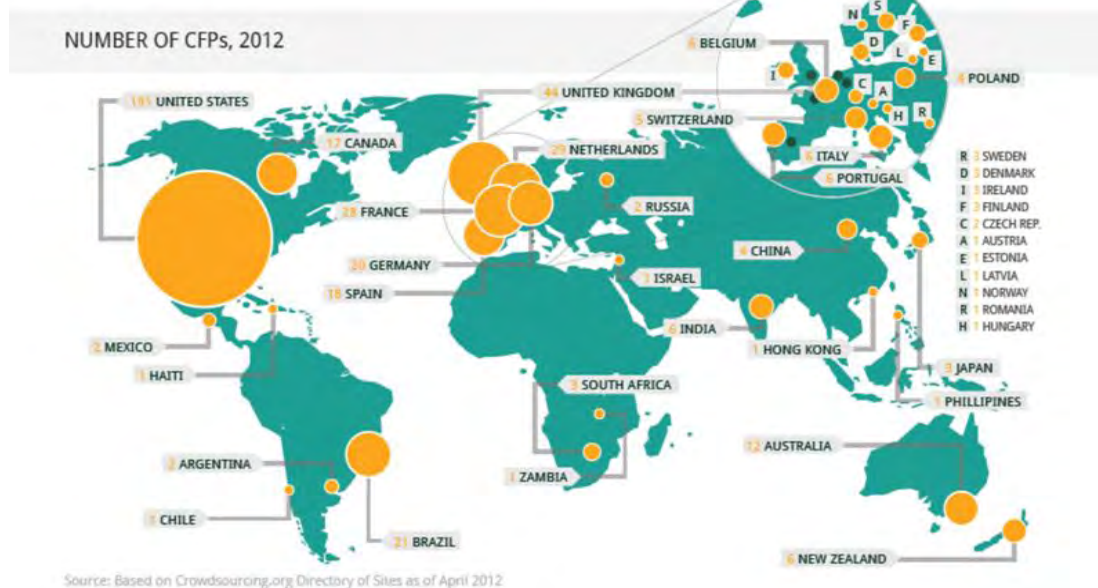 NUMBER OF CFPs, 2012
191 UNITED STATES
17 CANADA
44 UNITED KINGDOM
29 NETHERLANDS
28 FRANCE
20 GERMANY
18 SPAIN
2 RUSSIA
1 ISRAEL
2 MEXICO
1 HAITI
2 ARGENTINA
1 CHILE
21 BRAZIL
3 SOUTH AFRICA
1 ZAMBIA
6 INDIA
4 CHINA
1 HONG KONG
3 JAPAN
1 PHILLIPINES
12 AUSTRALIA
6 NEW ZEALAND
6 BELGIUM
5 SWITZERLAND
6 ITALY
6 PORTUGAL
4 POLAND
N
S
F
D
L
E
I
C
A
H
R
R 3 SWEDEN
D 3 DENMARK
I 3 IRELAND
F 3 FINLAND
C 2 CZECH REP.
A 1 AUSTRIA
E 1 ESTONIA
L 1 LATVIA
N 1 NORWAY
R 1 ROMANIA
H 1 HUNGARY
Source: Based on Crowdsourcing.org Directory of Sites as of April 2012